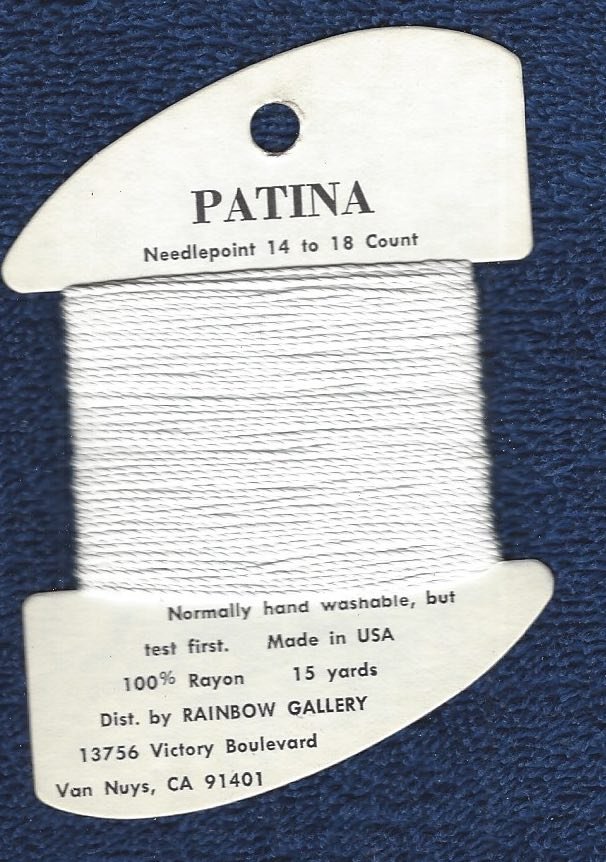 PATINA
Needlepoint 14 to 18 Count
Normally hand washable, but
test first. Made in USA
100% Rayon 15 yards
Dist. by RAINBOW GALLERY
13756 Victory Boulevard
Van Nuys, CA 91401